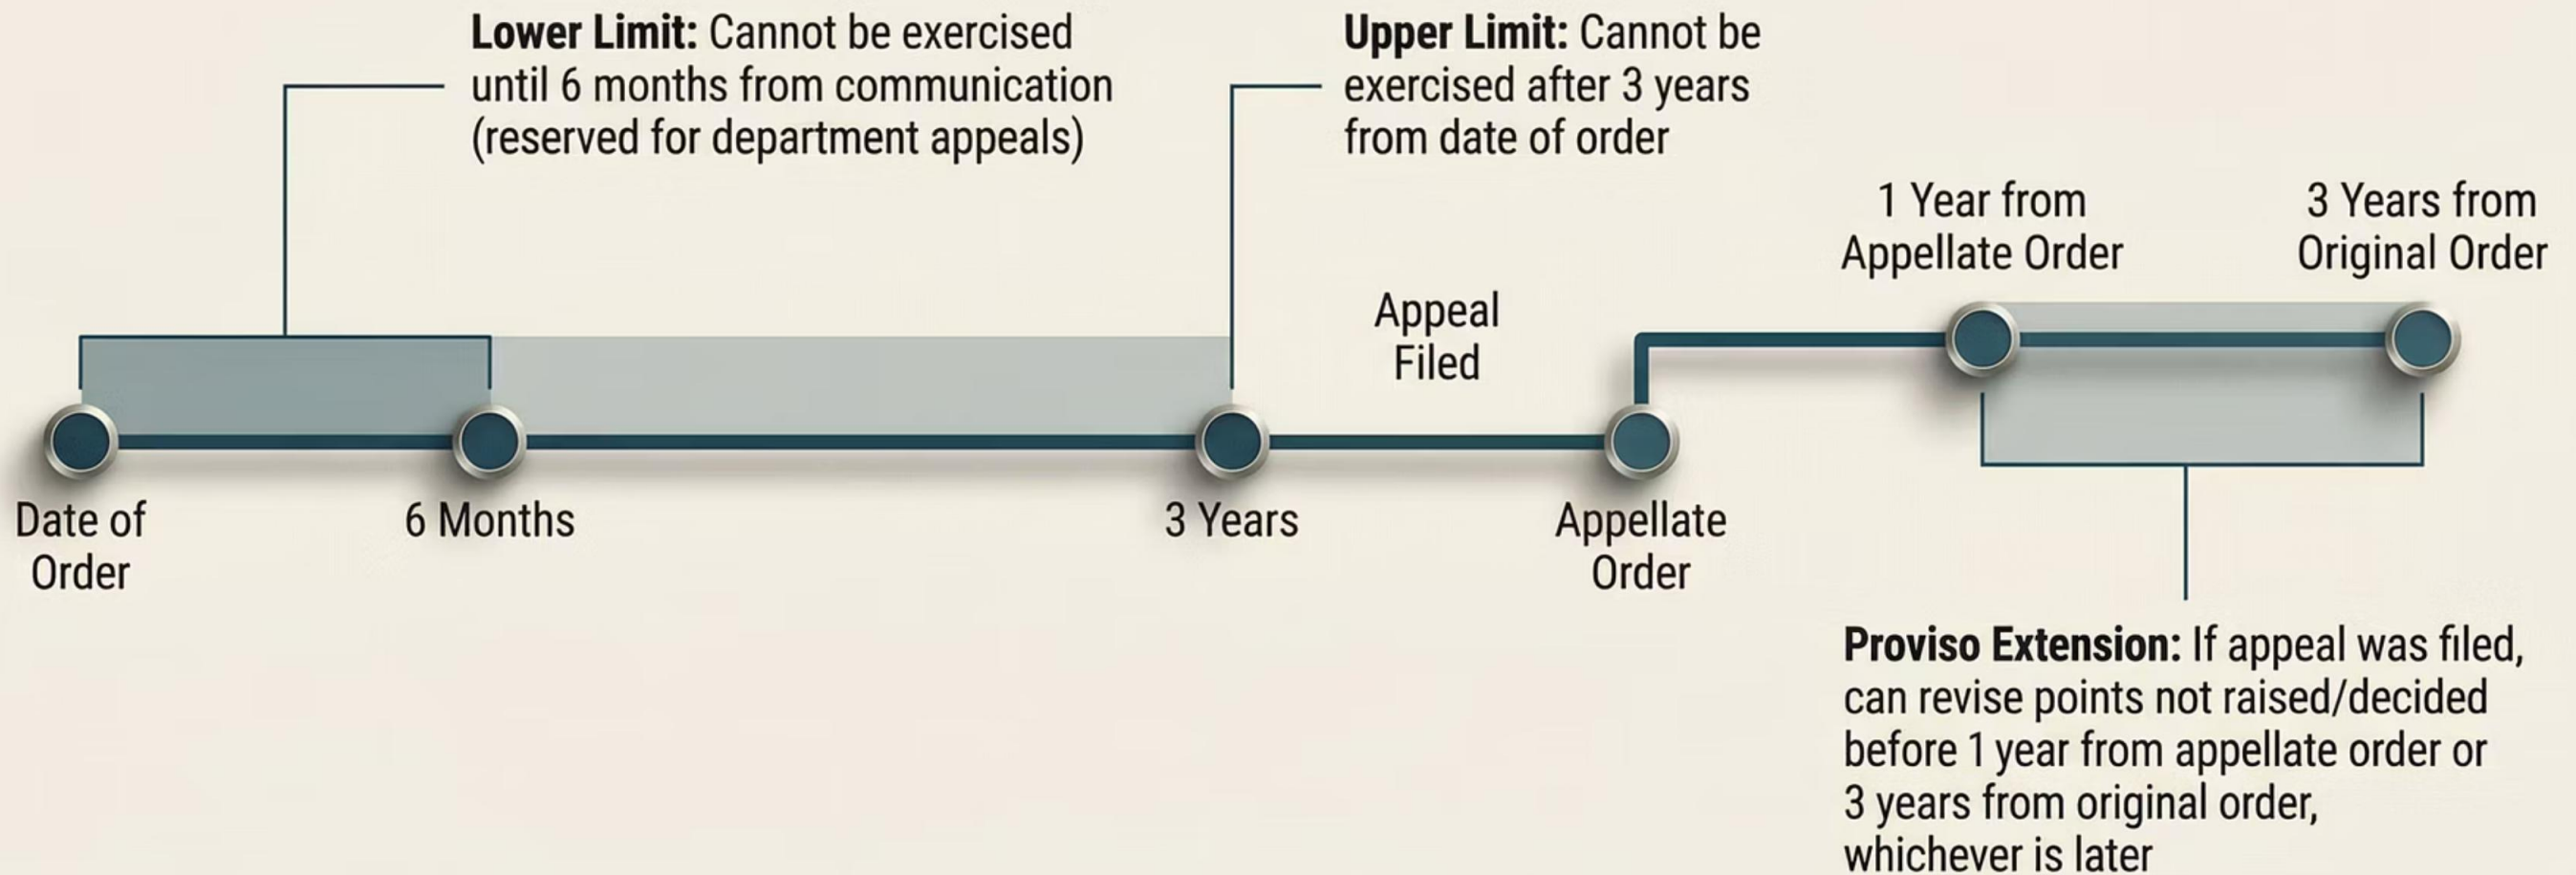 Lower Limit: Cannot be exercised
until 6 months from communication
(reserved for department appeals)
Upper Limit: Cannot be
exercised after 3 years
from date of order
1 Year from
Appellate Order
3 Years from
Original Order
Appeal
Filed
Date of
Order
6 Months
3 Years
Appellate
Order
Proviso Extension: If appeal was filed,
can revise points not raised/decided
before 1 year from appellate order or
3 years from original order,
whichever is later